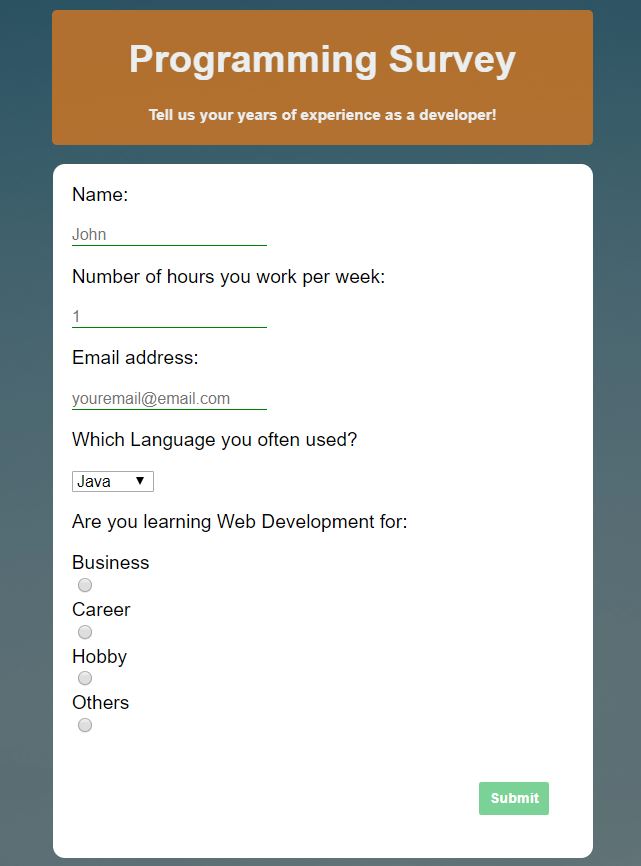 Programming Survey
Tell us your years of experience as a developer!
Name:
John
Number of hours you work per week:
1
Email address:
youremail@email.com
Which Language you often used?
Java
Are you learning Web Development for:
Business
Career
Hobby
Others
Submit